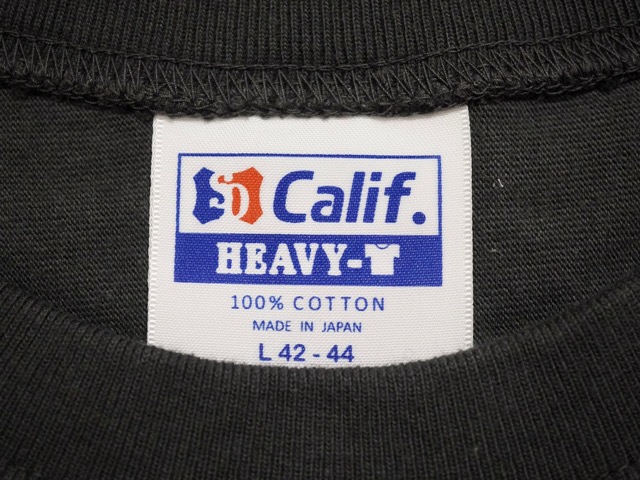 SD Calif.
HEAVY-T
100% COTTON
MADE IN JAPAN
L 42 - 44